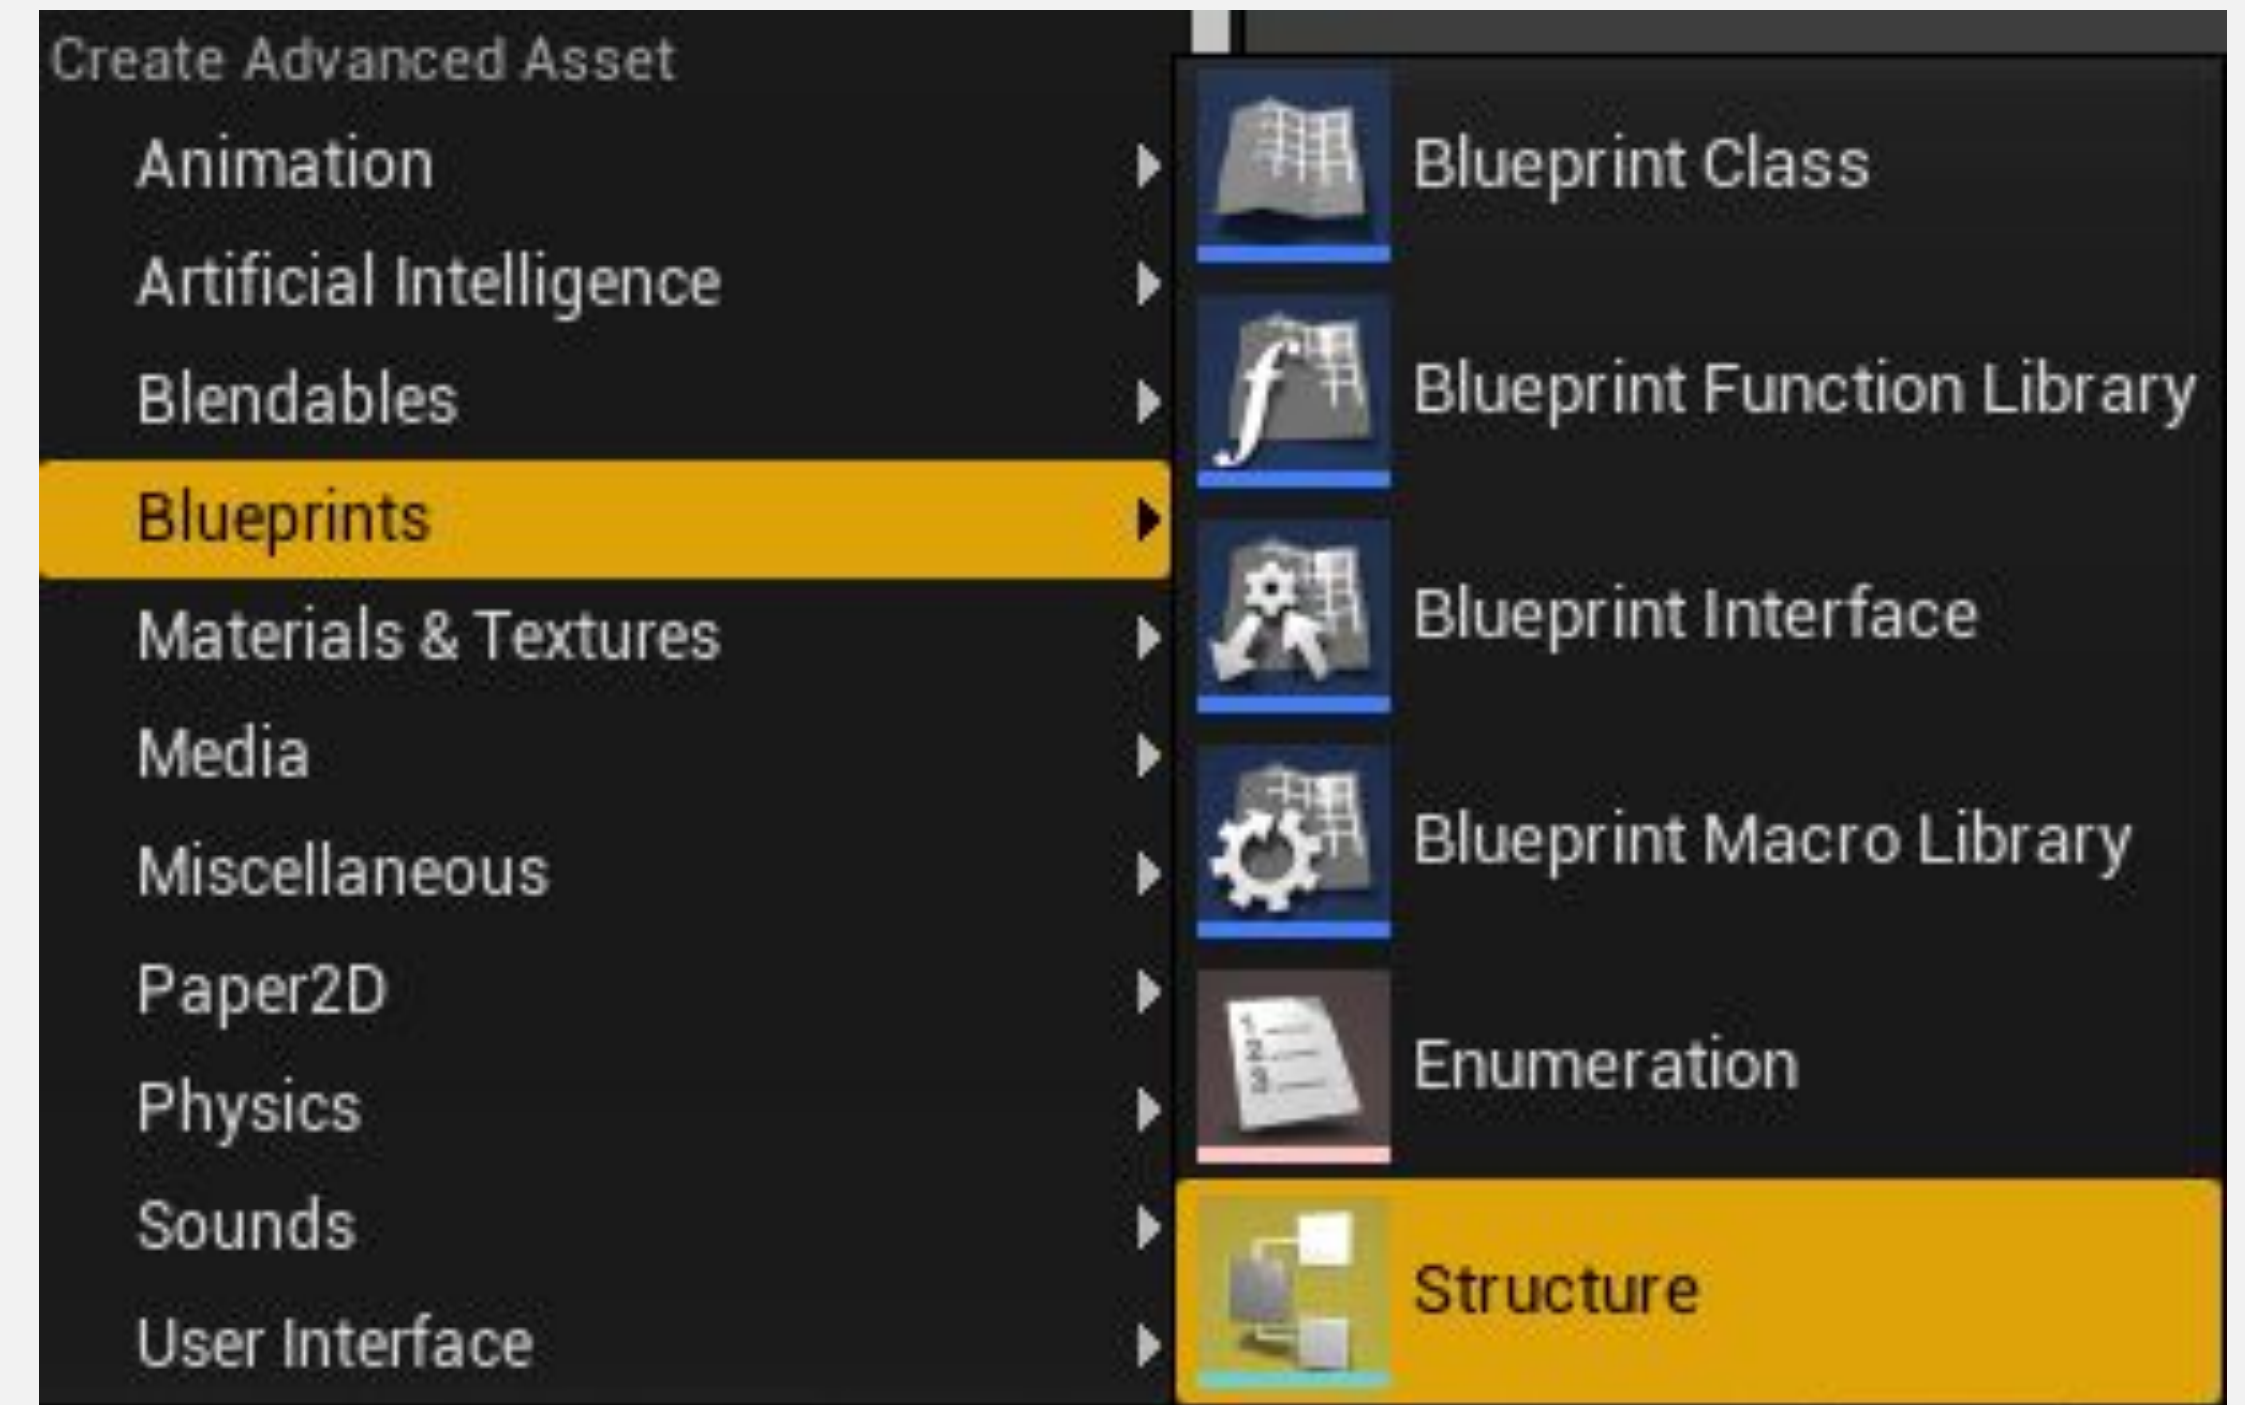 Create Advanced Asset
Animation
Artificial Intelligence
Blendables
Blueprints
Materials & Textures
Media
Miscellaneous
Paper2D
Physics
Sounds
User Interface
Blueprint Class
Blueprint Function Library
Blueprint Interface
Blueprint Macro Library
Enumeration
Structure